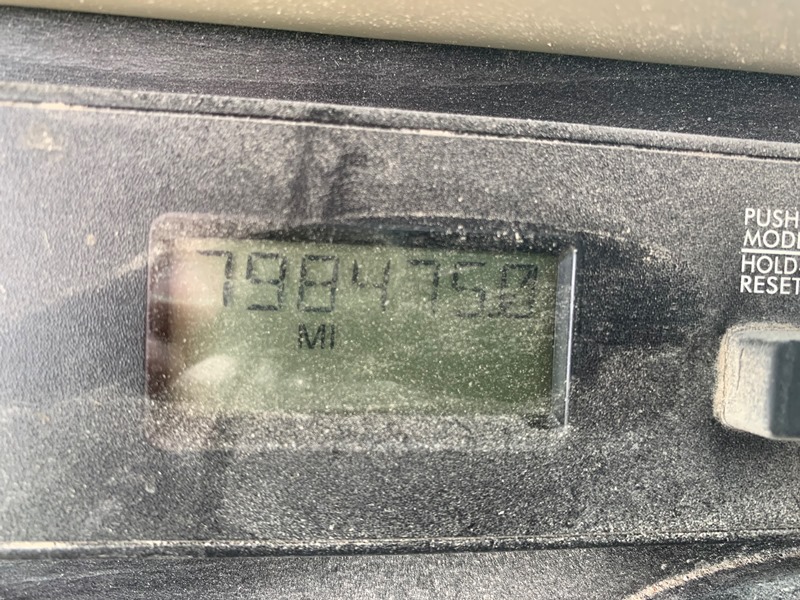 798475.8
MI
PUSH
MODE
HOLD
RESET